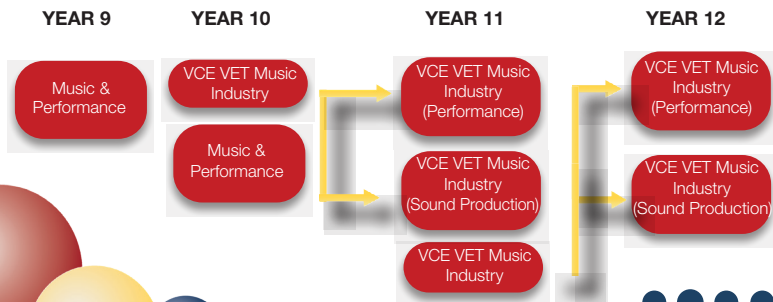 YEAR 9
YEAR 10
YEAR 11
YEAR 12
Music &
Performance
VCE VET Music
Industry
Music &
Performance
VCE VET Music
Industry
(Performance)
VCE VET Music
Industry
(Sound Production)
VCE VET Music
Industry
VCE VET Music
Industry
(Performance)
VCE VET Music
Industry
(Sound Production)